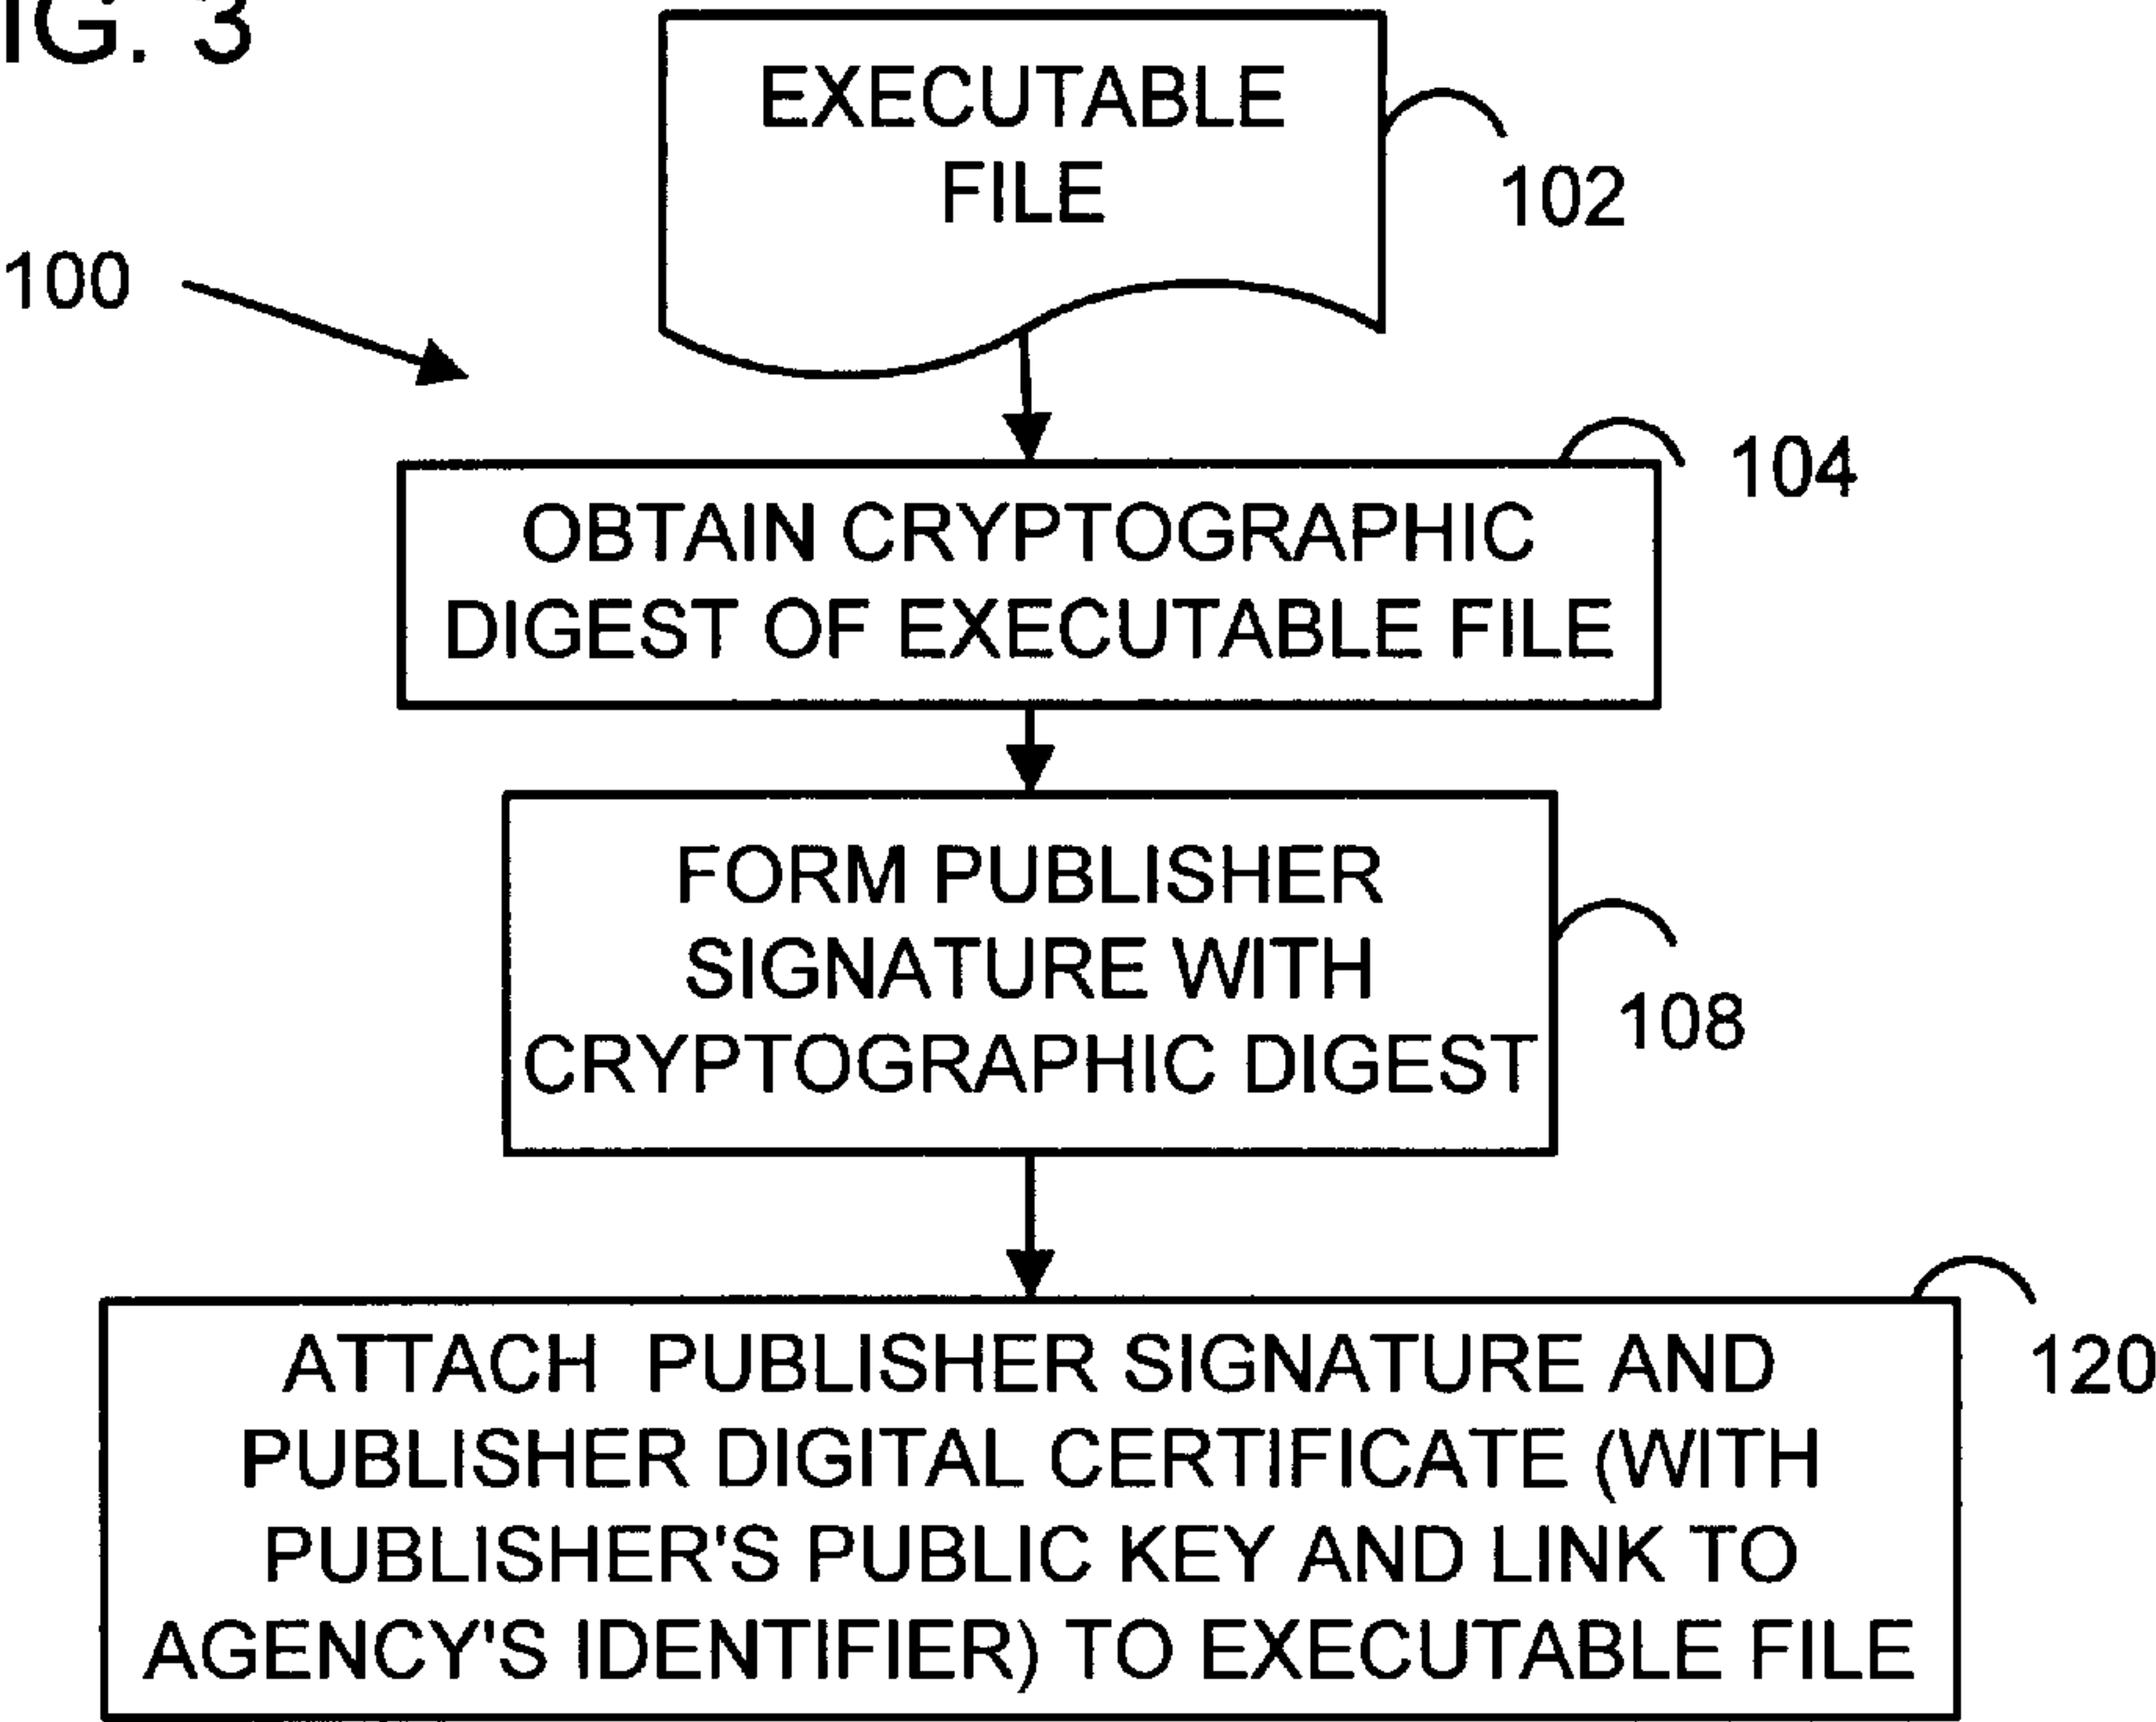 IG. 3
EXECUTABLE
FILE
102
100
104
OBTAIN CRYPTOGRAPHIC
DIGEST OF EXECUTABLE FILE
FORM PUBLISHER
SIGNATURE WITH
CRYPTOGRAPHIC DIGEST
108
120
ATTACH PUBLISHER SIGNATURE AND
PUBLISHER DIGITAL CERTIFICATE (WITH
PUBLISHER'S PUBLIC KEY AND LINK TO
AGENCY'S IDENTIFIER) TO EXECUTABLE FILE